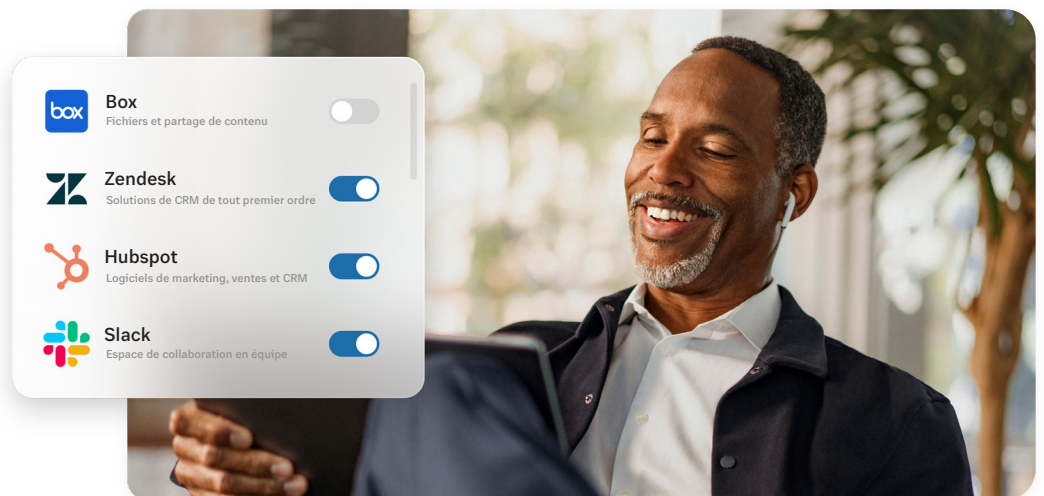 box
Box
Fichiers et partage de contenu
Zendesk
Solutions de CRM de tout premier ordre
Hubspot
Logiciels de marketing, ventes et CRM
Slack
Espace de collaboration en équipe